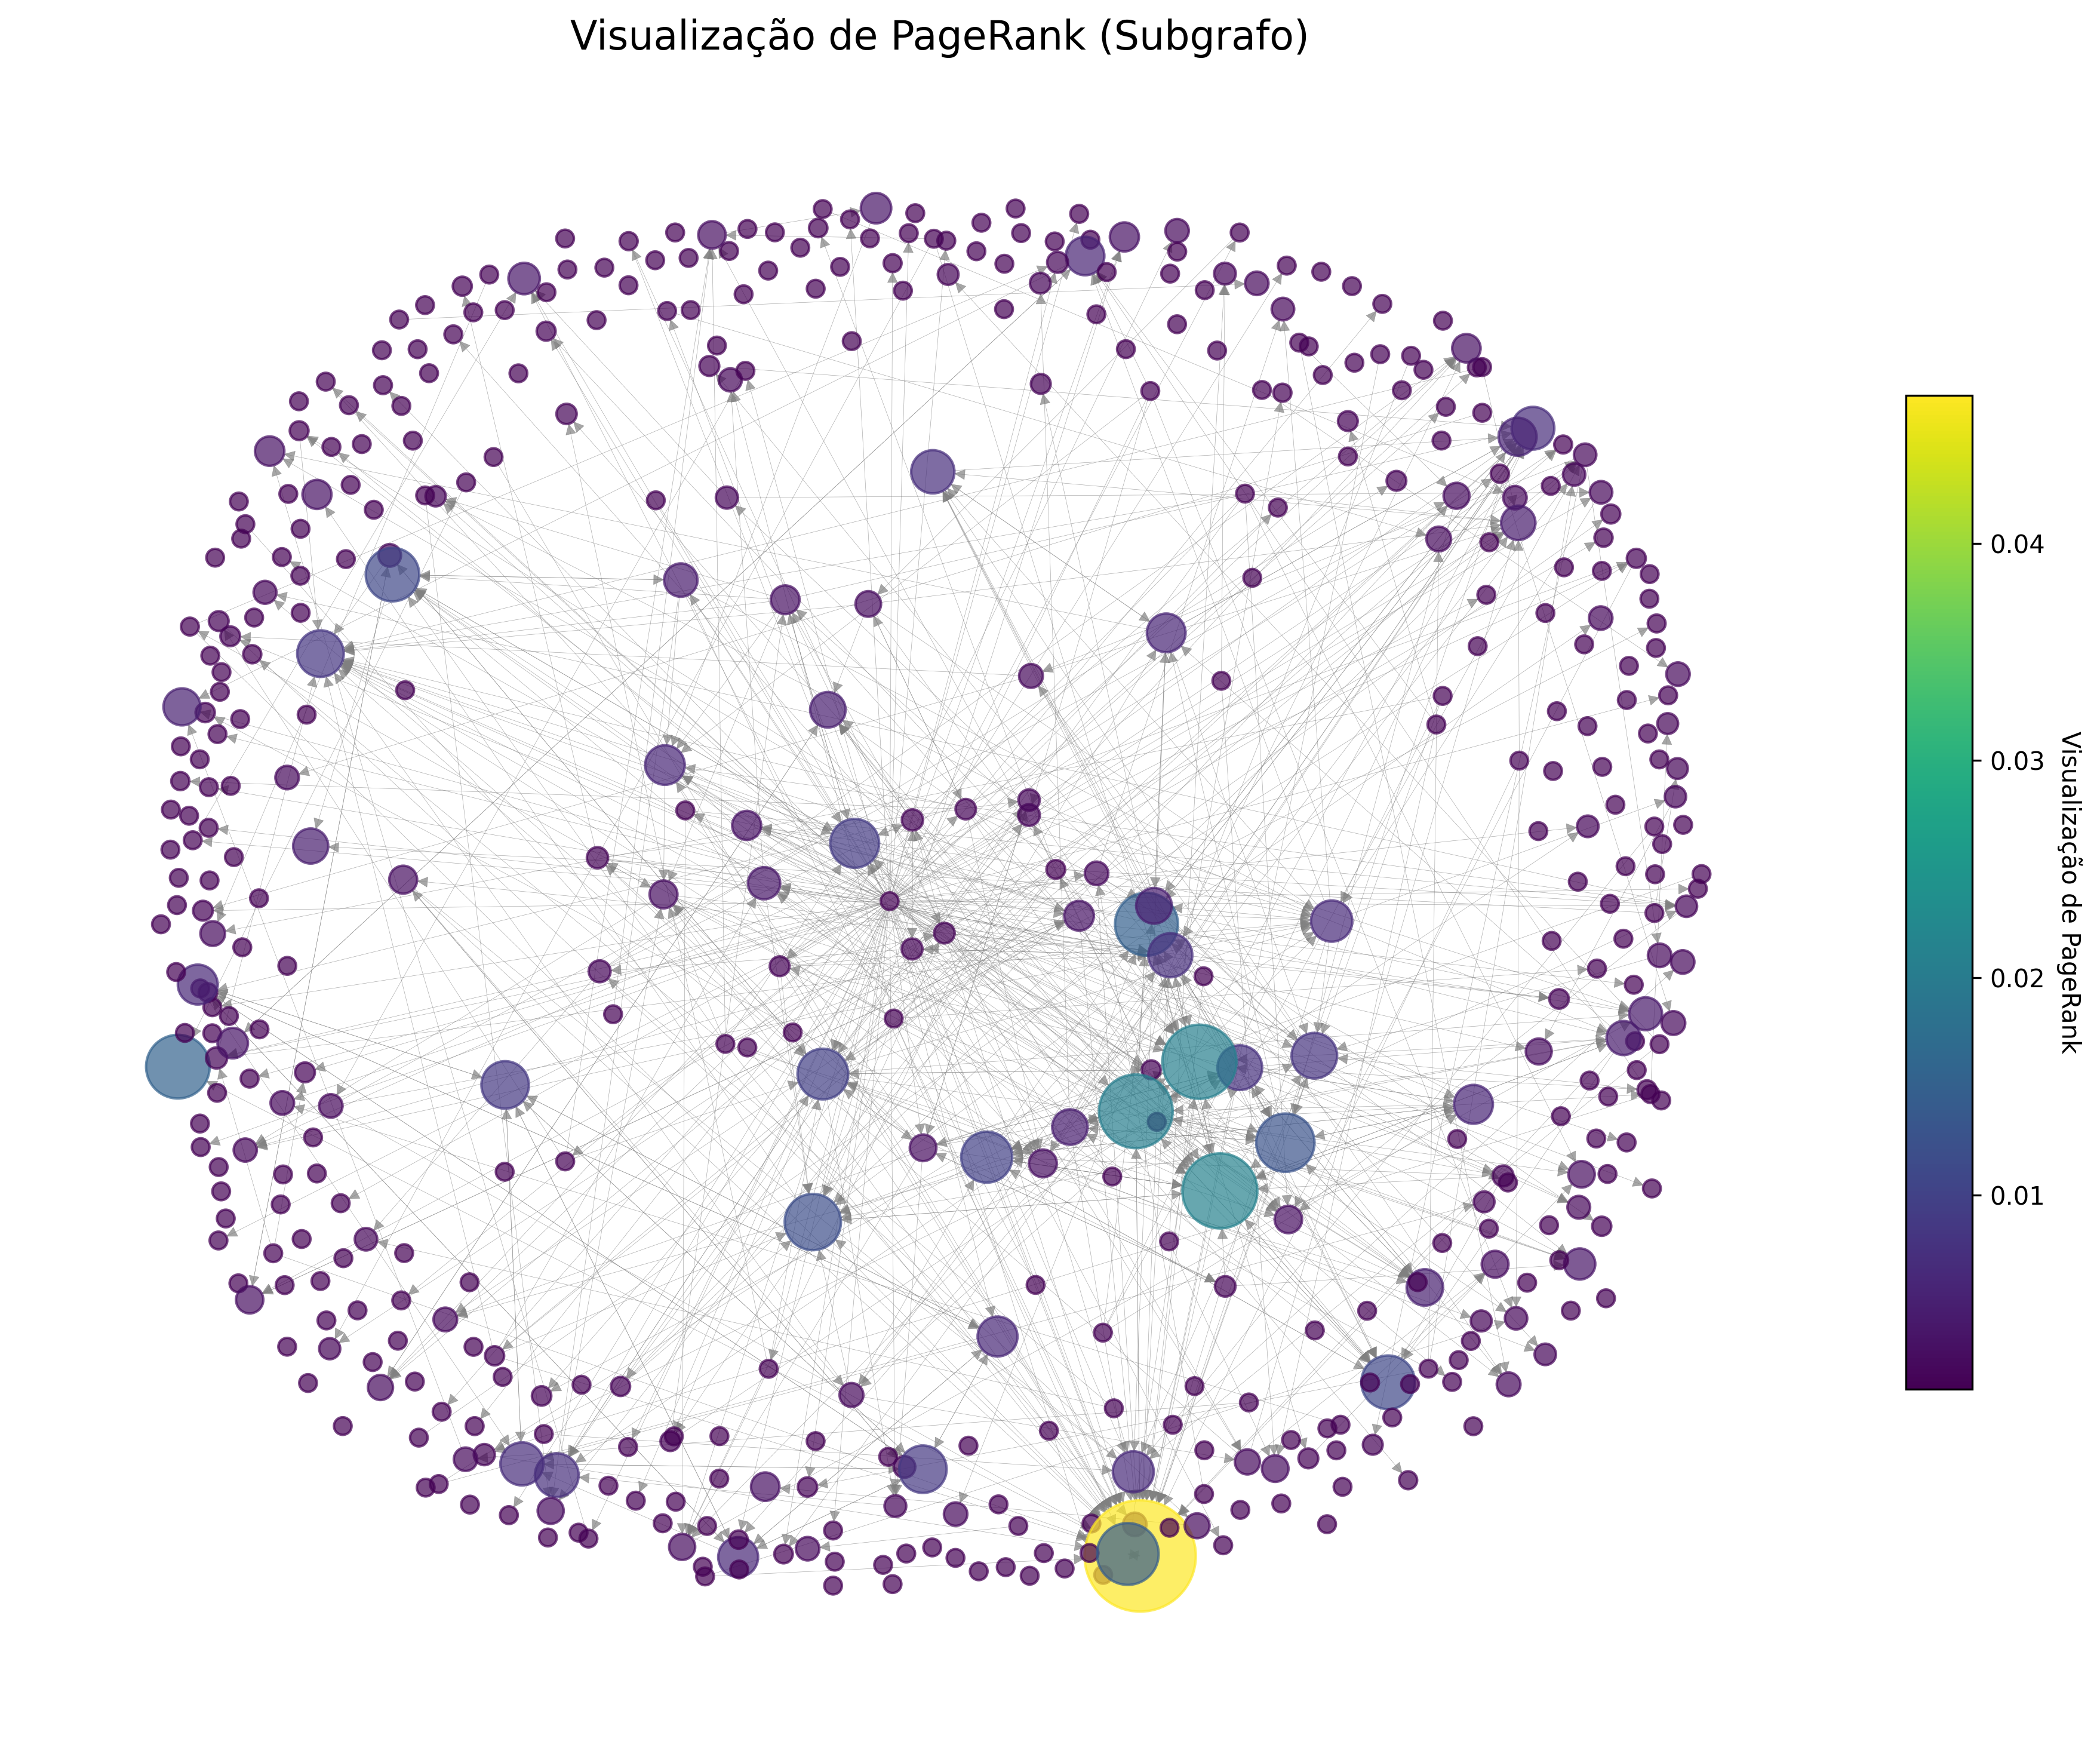 Visualização de PageRank (Subgrafo)
0.04
0.03
0.02
0.01
Visualização de PageRank